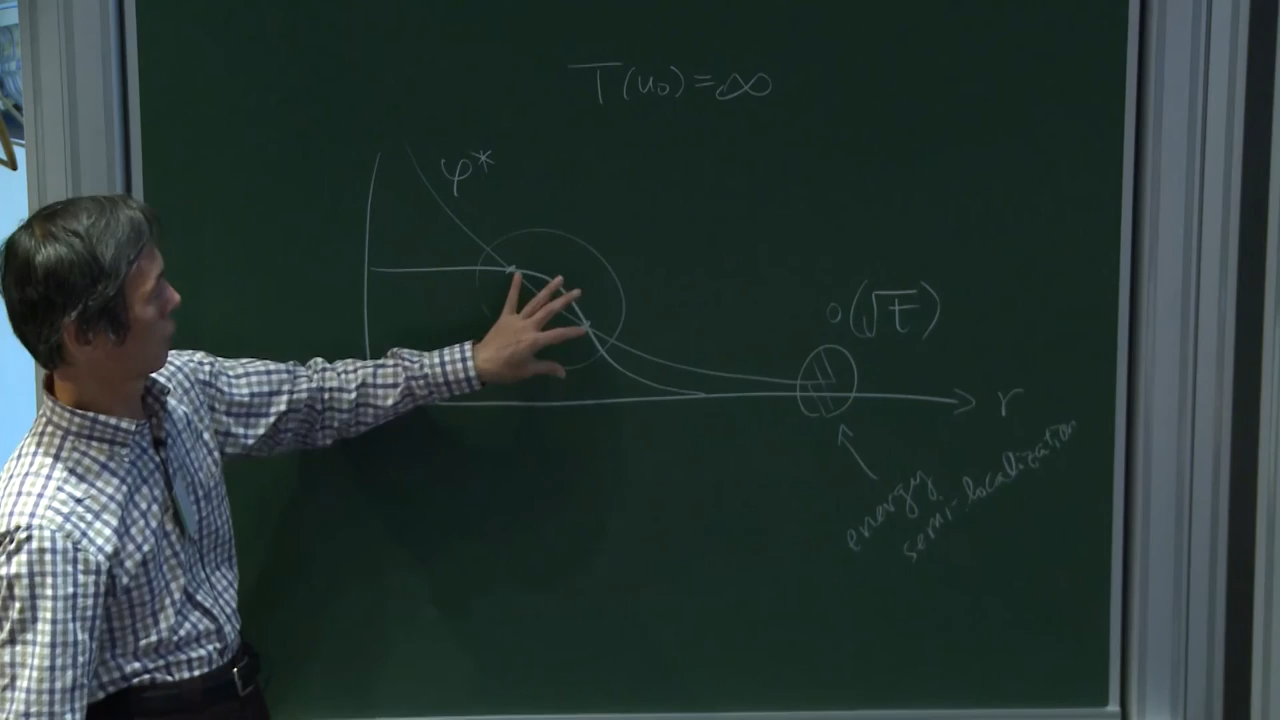 T(u₀)=∞
φ*
o(√t)
r
energy
semi-localization